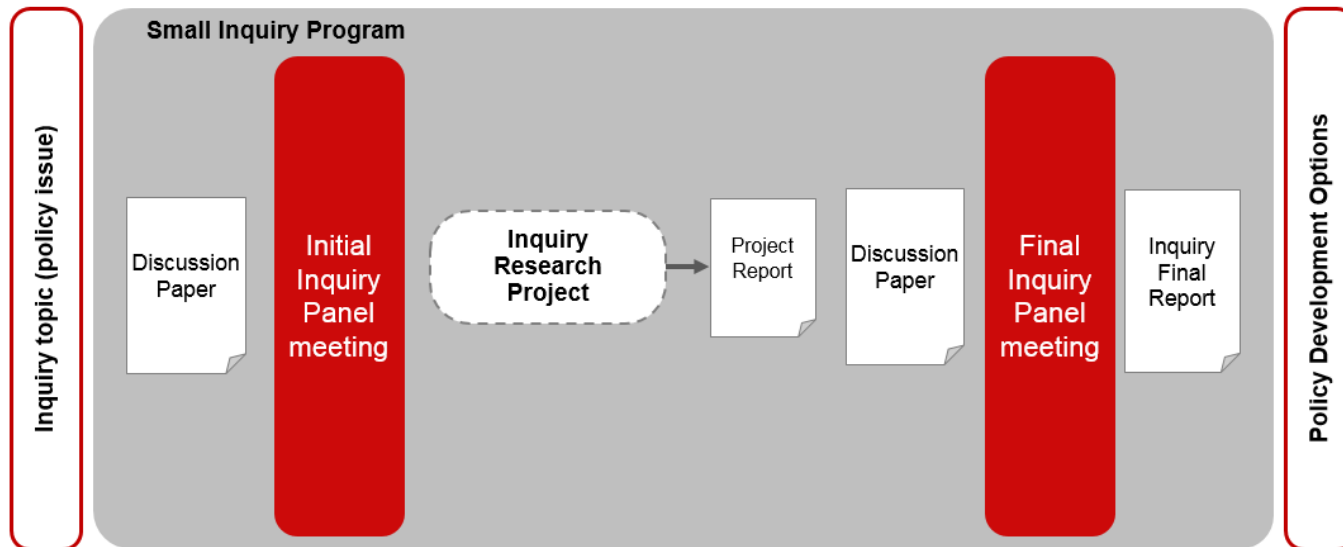 Small Inquiry Program
Inquiry topic (policy issue)
Discussion
Paper
Initial
Inquiry
Panel
meeting
Inquiry
Research
Project
Project
Report
Discussion
Paper
Final
Inquiry
Panel
meeting
Inquiry
Final
Report
Policy Development Options